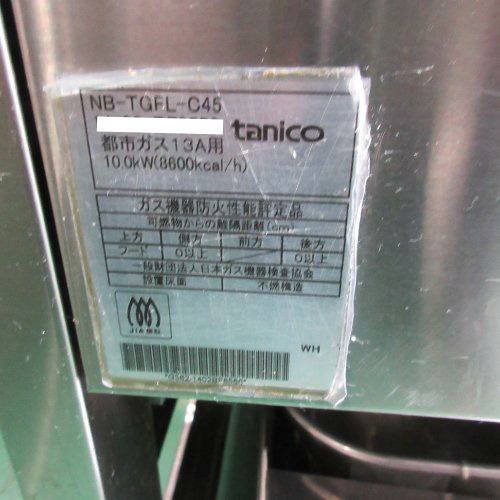 NB-TGFL-C45
tanico
都市ガス13A用
10.0kW(8600kcal/h)
ガス機器防火性能評定品
可燃物からの離隔距離(cm)
上方 側方 前方 後方
フード 0以上 0以上
一般財団法人日本ガス機器検査協会
設置床面 不燃構造
JIA
WH